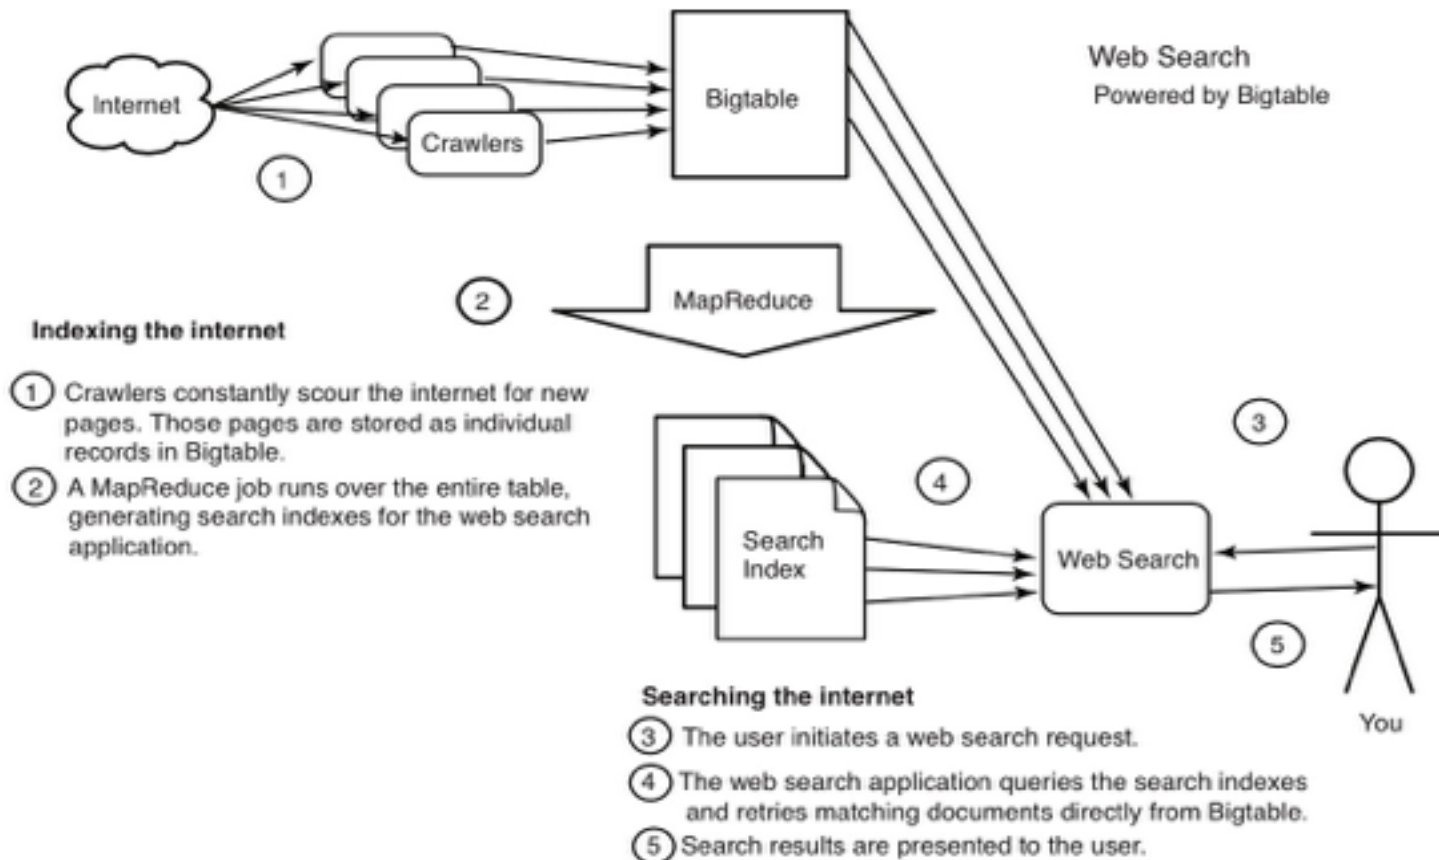 Web Search
Powered by Bigtable
Internet
Crawlers
Bigtable
1
2
MapReduce
Indexing the internet
1 Crawlers constantly scour the internet for new
pages. Those pages are stored as individual
records in Bigtable.
2 A MapReduce job runs over the entire table,
generating search indexes for the web search
application.
3
4
Search
Index
Web Search
5
You
Searching the internet
3 The user initiates a web search request.
4 The web search application queries the search indexes
and retries matching documents directly from Bigtable.
5 Search results are presented to the user.